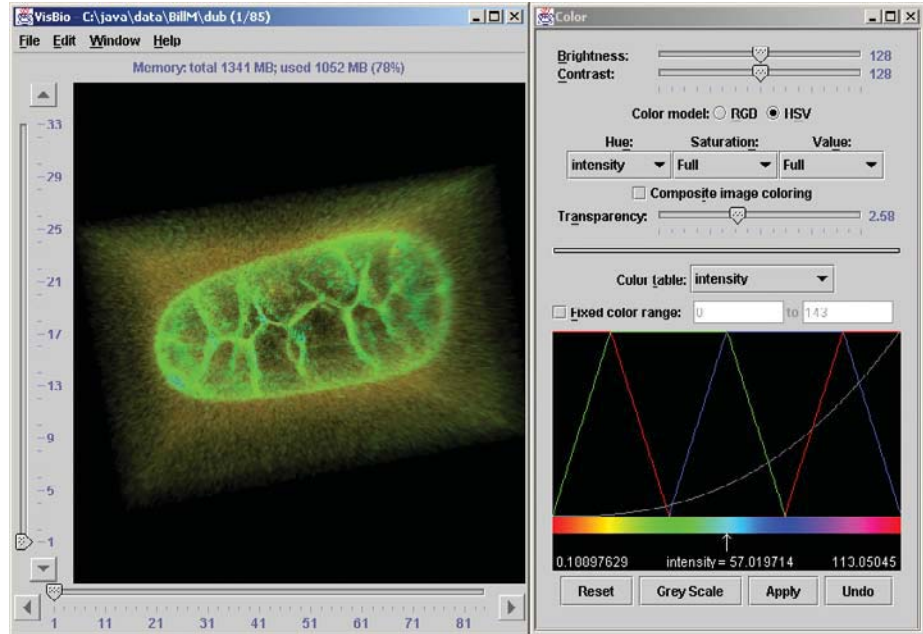 VisBio - C:\java\data\BillM\dub (1/85)
File Edit Window Help
Memory: total 1341 MB; used 1052 MB (78%)
-33
-29
-25
-21
-17
-13
-9
-5
-1
1 11 21 31 41 51 61 71 81
Color
Brightness: 128
Contrast: 128
Color model: RGB HSV
Hue: Saturation: Value:
intensity Full Full
Composite image coloring
Transparency: 2.58
Color table: intensity
Fixed color range: 0 to 143
0.10097629 intensity = 57.019714 113.05045
Reset Grey Scale Apply Undo